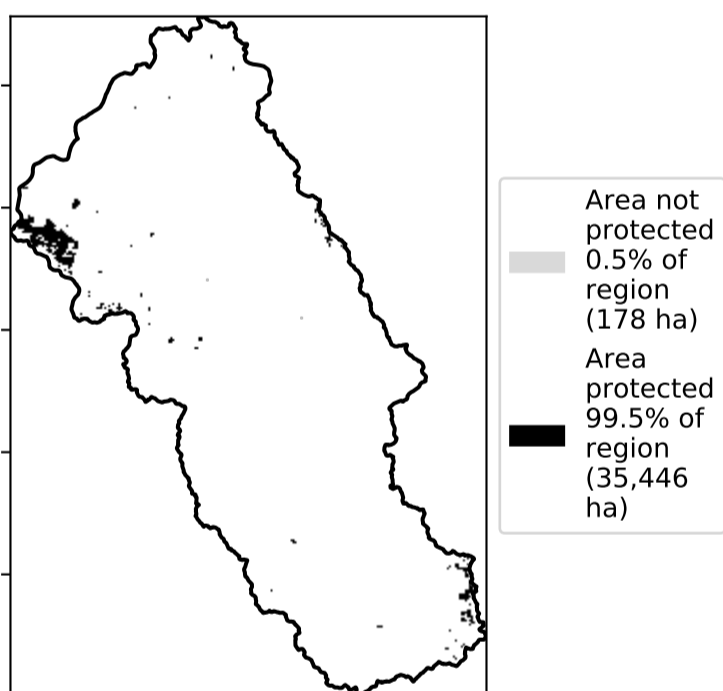 Area not
protected
0.5% of
region
(178 ha)
Area
protected
99.5% of
region
(35,446
ha)